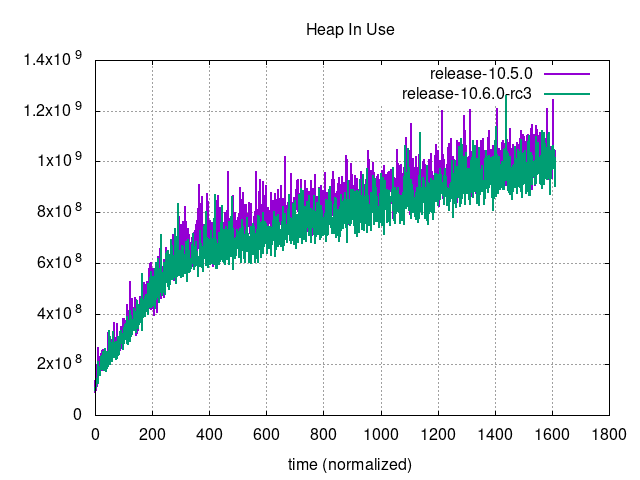 Heap In Use
1.4x10^9
1.2x10^9
1x10^9
8x10^8
6x10^8
4x10^8
2x10^8
0
release-10.5.0
release-10.6.0-rc3
0 200 400 600 800 1000 1200 1400 1600 1800
time (normalized)